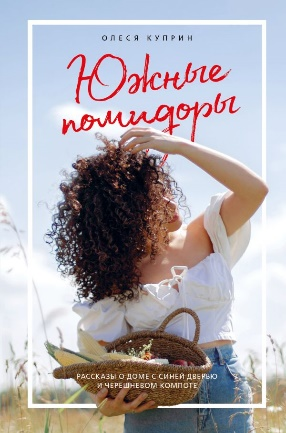 ОЛЕСЯ КУПРИН
Южные
помидоры
РАССКАЗЫ О ДОМЕ С СИНЕЙ ДВЕРЬЮ
И ЧЕРЕШНЕВОМ КОМПОТЕ